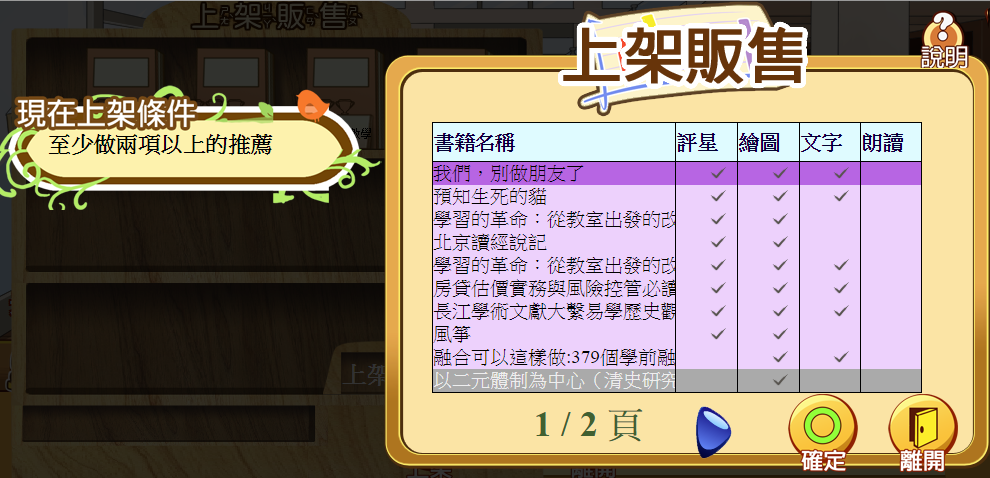 上架販售
上架販售
說明
現在上架條件
至少做兩項以上的推薦
書籍名稱 評星 繪圖 文字 朗讀
我們，別做朋友了 ✓ ✓ ✓
預知生死的貓 ✓ ✓ ✓
學習的革命：從教室出發的改 ✓ ✓
北京讀經說記 ✓ ✓
學習的革命：從教室出發的改 ✓ ✓ ✓
房貸估價實務與風險控管必讀 ✓ ✓ ✓
長江學術文獻大繫易學歷史觀 ✓ ✓ ✓
風箏 ✓ ✓
融合可以這樣做:379個學前融 ✓ ✓
以二元體制為中心（清史研究 ✓
1 / 2 頁
確定
離開
上架
離開